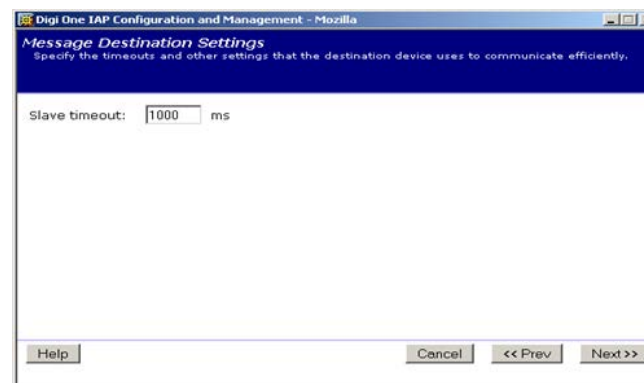 Digi One IAP Configuration and Management - Mozilla
Message Destination Settings
Specify the timeouts and other settings that the destination device uses to communicate efficiently.
Slave timeout: 1000 ms
Help Cancel << Prev Next >>